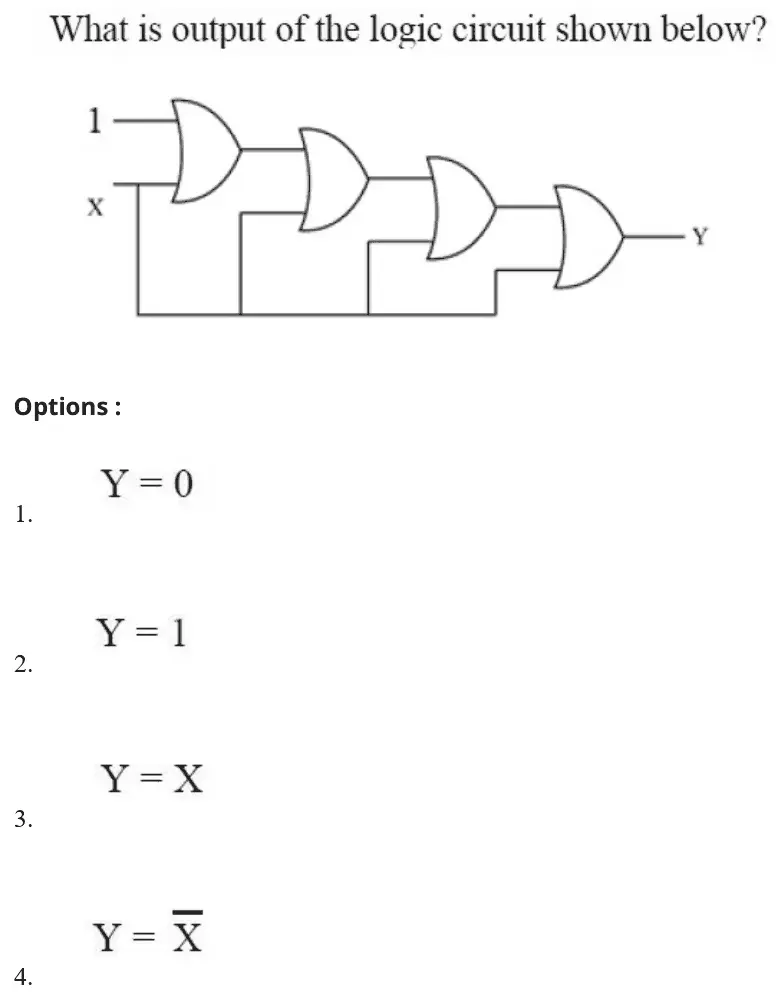 What is output of the logic circuit shown below?
1
X
Y
Options :
Y = 0
1.
Y = 1
2.
Y = X
3.
Y = X̅
4.